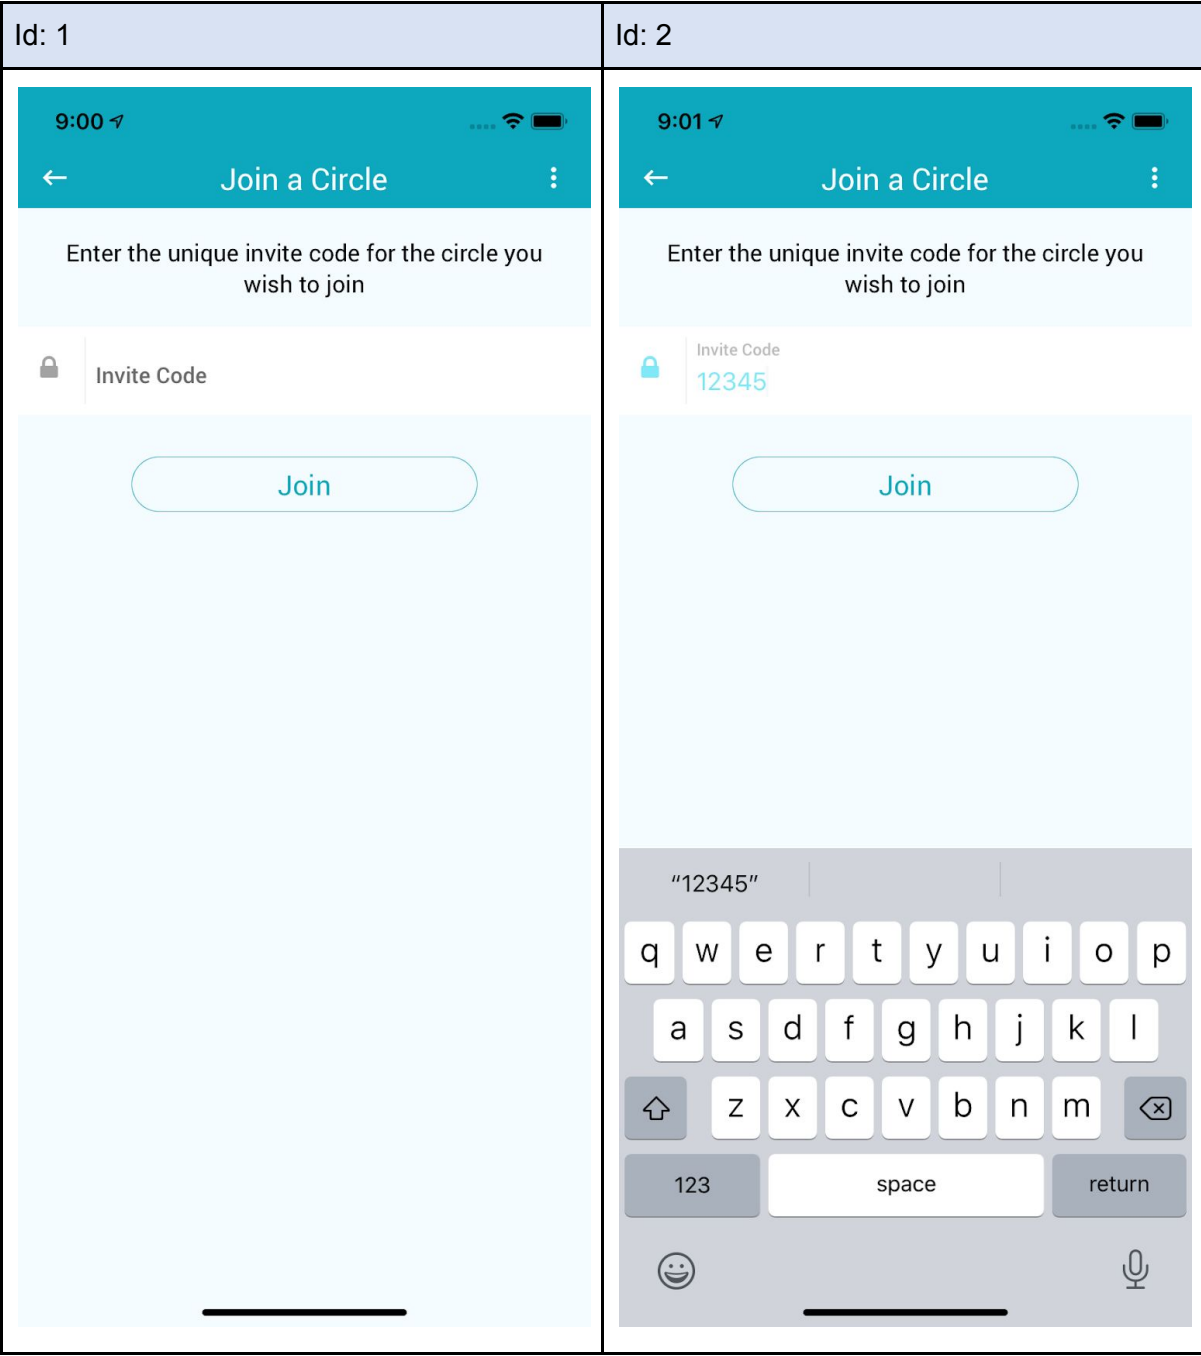 Id: 1
9:00
Join a Circle
Enter the unique invite code for the circle you
wish to join
Invite Code
Join
Id: 2
9:01
Join a Circle
Enter the unique invite code for the circle you
wish to join
Invite Code
12345
Join
“12345”
q w e r t y u i o p
a s d f g h j k l
z x c v b n m
123 space return